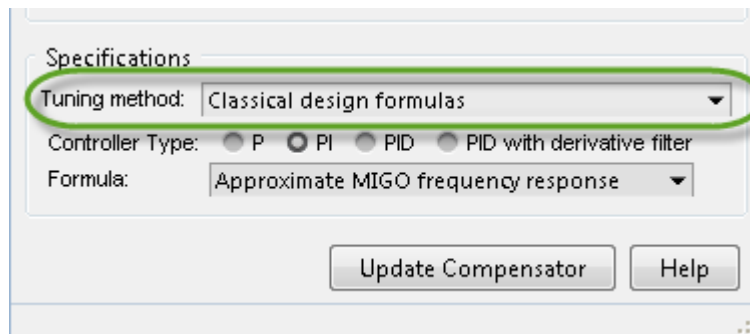 Specifications
Tuning method: Classical design formulas
Controller Type: P PI PID PID with derivative filter
Formula: Approximate MIGO frequency response
Update Compensator Help